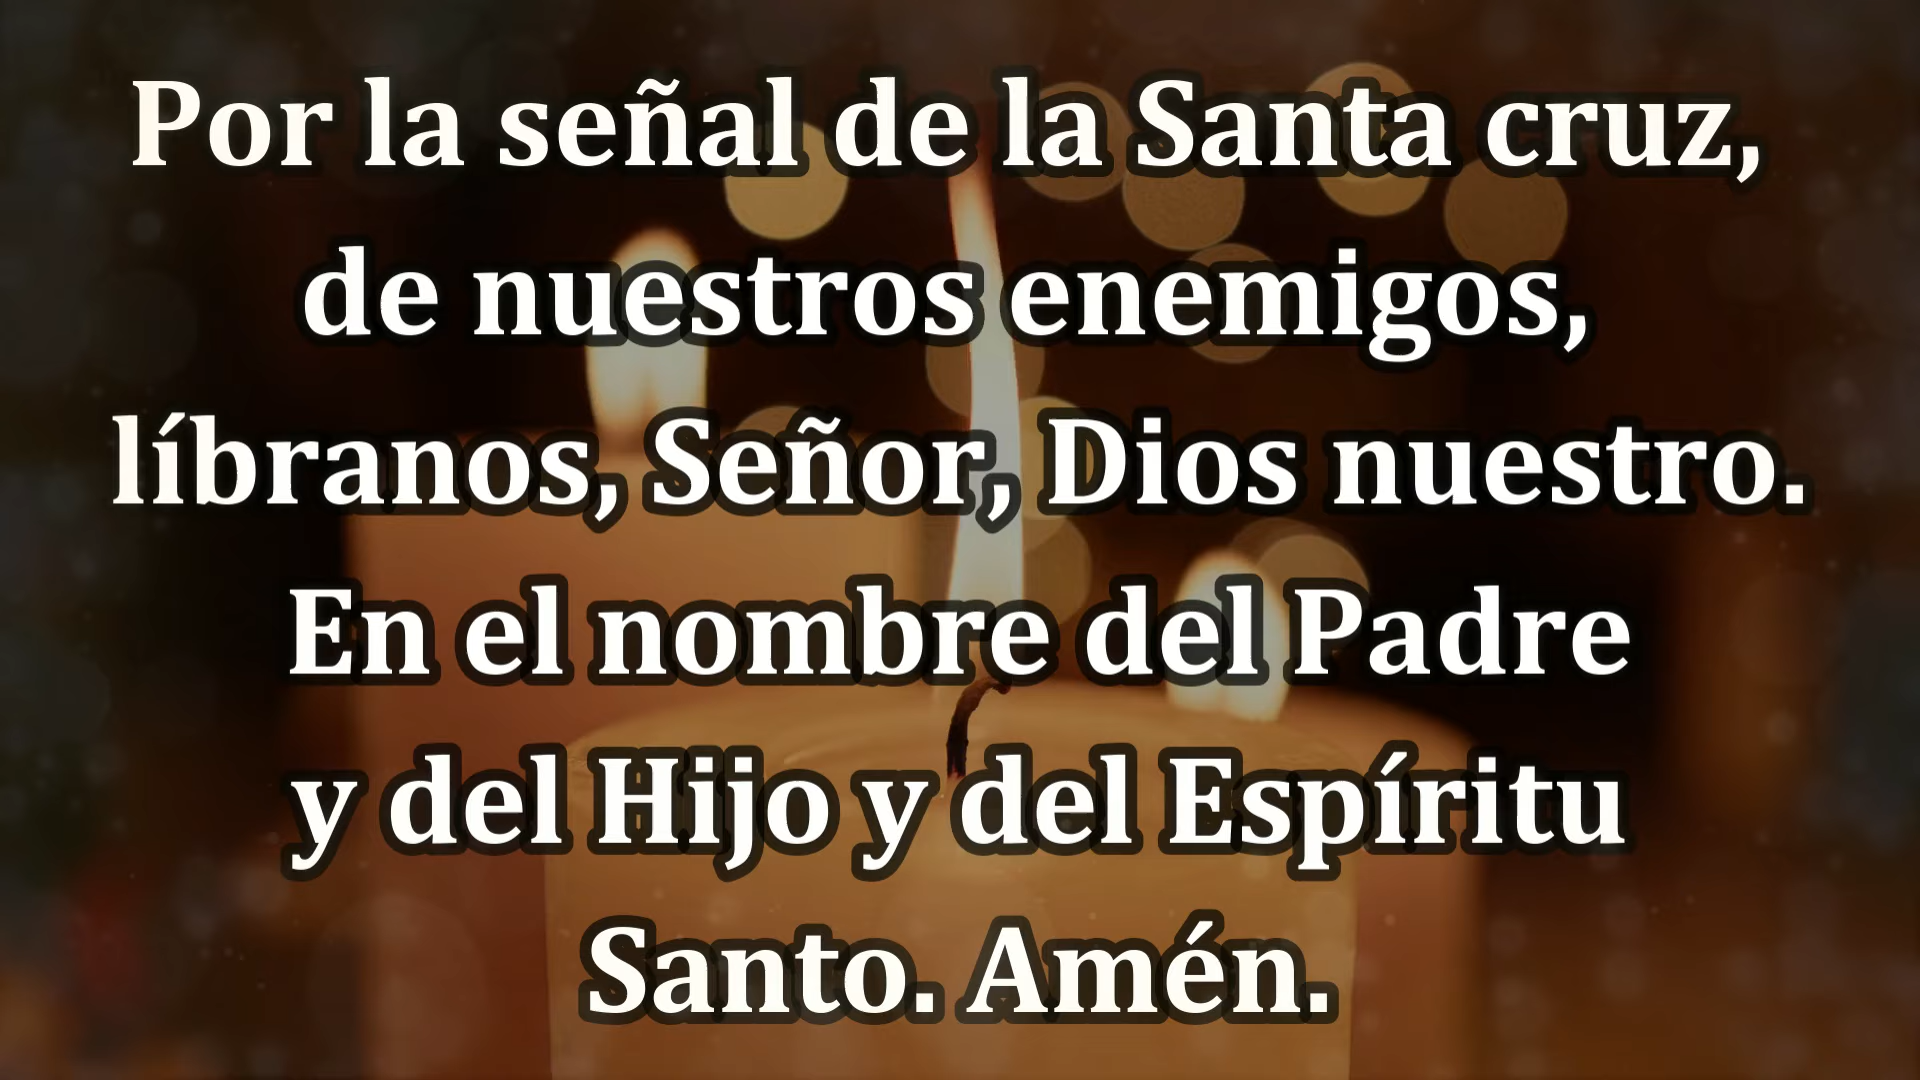 Por la señal de la Santa cruz,
de nuestros enemigos,
líbranos, Señor, Dios nuestro.
En el nombre del Padre
y del Hijo y del Espíritu
Santo. Amén.